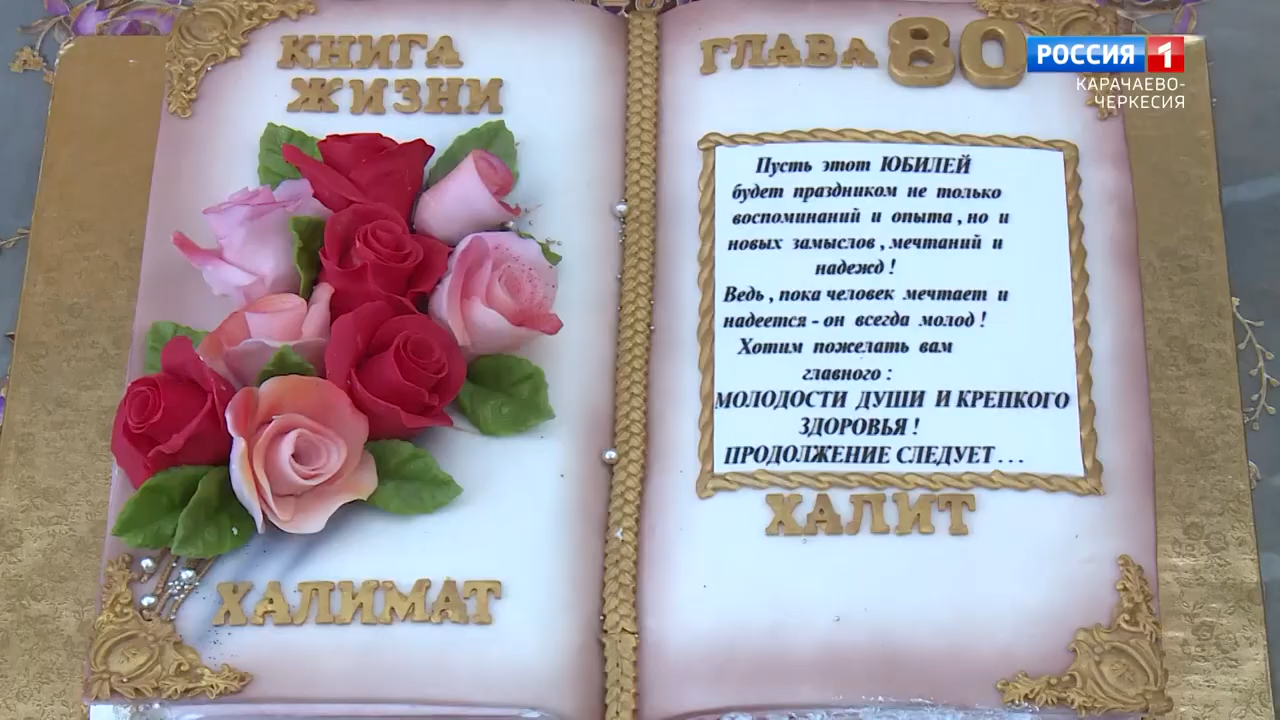 КНИГА
ЖИЗНИ
ХАЛИМАТ
ГЛАВА 80
Пусть этот ЮБИЛЕЙ
будет праздником не только
воспоминаний и опыта , но и
новых замыслов , мечтаний и
надежд !
Ведь , пока человек мечтает и
надеется - он всегда молод !
Хотим пожелать вам
главного :
МОЛОДОСТИ ДУШИ И КРЕПКОГО
ЗДОРОВЬЯ !
ПРОДОЛЖЕНИЕ СЛЕДУЕТ . . .
ХАЛИТ
РОССИЯ 1
КАРАЧАЕВО-
ЧЕРКЕСИЯ